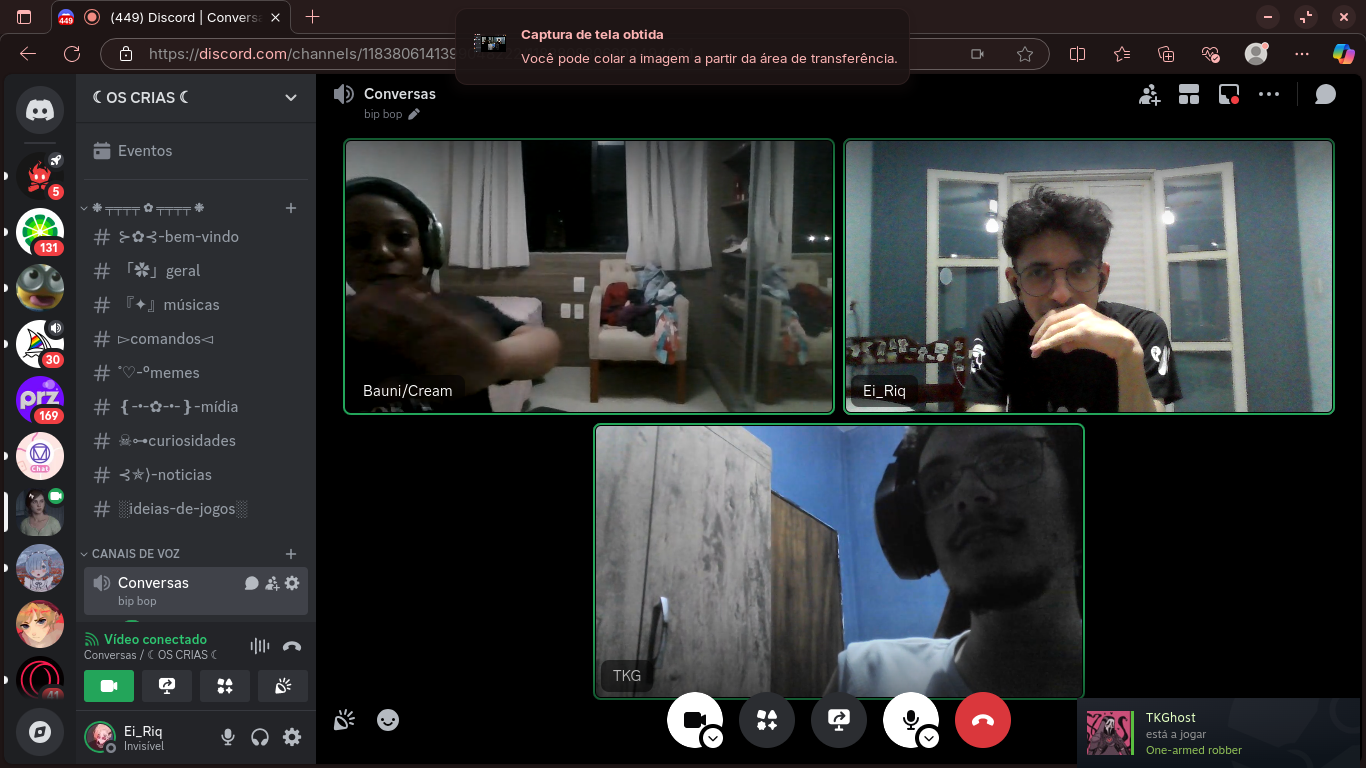 (449) Discord | Convers
https://discord.com/channels/118380614139
Captura de tela obtida
Você pode colar a imagem a partir da área de transferência.
449
5
131
30
prz
169
Chat
41
☾ OS CRIAS ☾
Eventos
⁜ ╤╤╤╤ ✿ ╤╤╤╤ ⁜
⊱✿⊰-bem-vindo
「✽」geral
『✦』músicas
▻comandos◅
°♡-ºmemes
❴-•-✿-•-❵-mídia
☠⊶curiosidades
⊰✯⟩-noticias
░ideias-de-jogos░
CANAIS DE VOZ
Conversas
bip bop
Vídeo conectado
Conversas / ☾ OS CRIAS ☾
Ei_Riq
Invisível
Conversas
bip bop
Bauni/Cream
Ei_Riq
TKG
TKGhost
está a jogar
One-armed robber